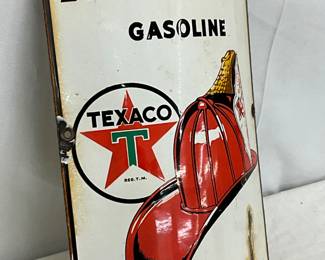 GASOLINE
TEXACO
T
REG. T.M.